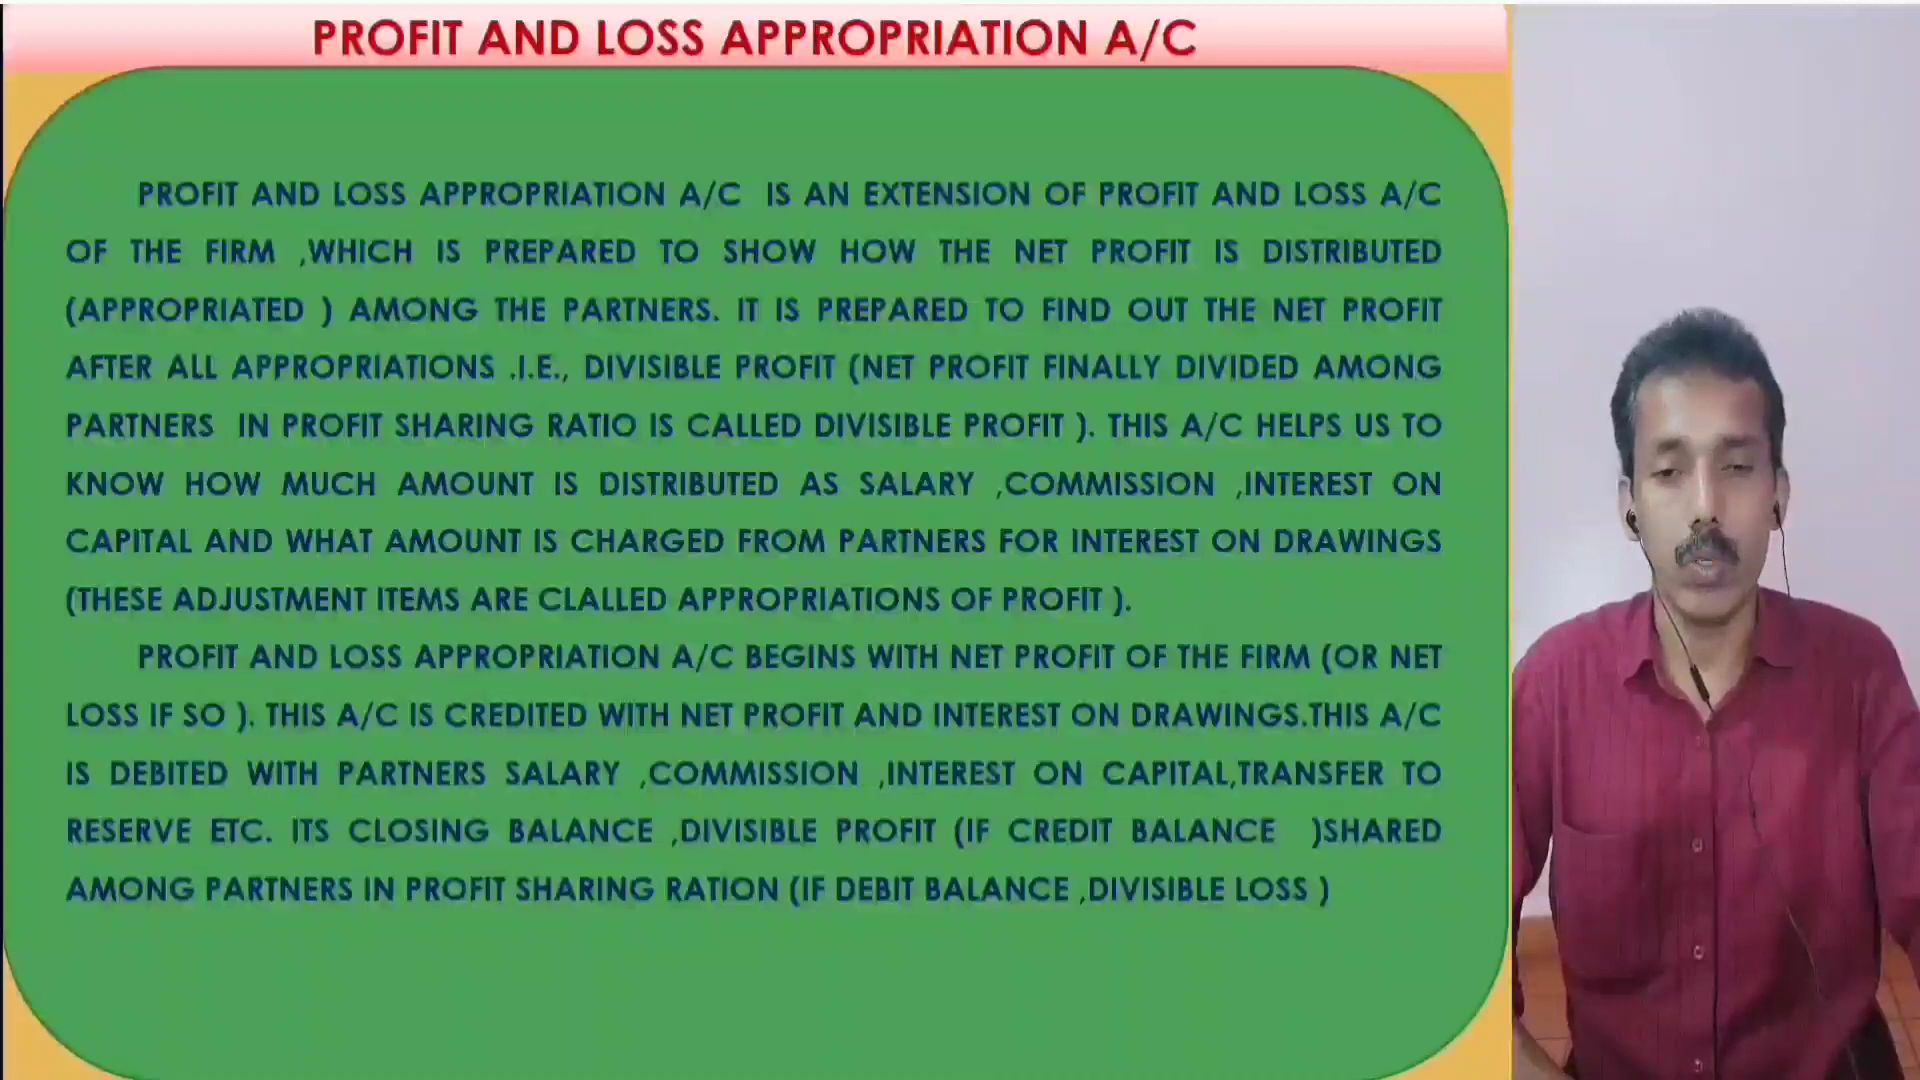 PROFIT AND LOSS APPROPRIATION A/C
PROFIT AND LOSS APPROPRIATION A/C IS AN EXTENSION OF PROFIT AND LOSS A/C
OF THE FIRM ,WHICH IS PREPARED TO SHOW HOW THE NET PROFIT IS DISTRIBUTED
(APPROPRIATED ) AMONG THE PARTNERS. IT IS PREPARED TO FIND OUT THE NET PROFIT
AFTER ALL APPROPRIATIONS .I.E., DIVISIBLE PROFIT (NET PROFIT FINALLY DIVIDED AMONG
PARTNERS IN PROFIT SHARING RATIO IS CALLED DIVISIBLE PROFIT ). THIS A/C HELPS US TO
KNOW HOW MUCH AMOUNT IS DISTRIBUTED AS SALARY ,COMMISSION ,INTEREST ON
CAPITAL AND WHAT AMOUNT IS CHARGED FROM PARTNERS FOR INTEREST ON DRAWINGS
(THESE ADJUSTMENT ITEMS ARE CLALLED APPROPRIATIONS OF PROFIT ).
PROFIT AND LOSS APPROPRIATION A/C BEGINS WITH NET PROFIT OF THE FIRM (OR NET
LOSS IF SO ). THIS A/C IS CREDITED WITH NET PROFIT AND INTEREST ON DRAWINGS.THIS A/C
IS DEBITED WITH PARTNERS SALARY ,COMMISSION ,INTEREST ON CAPITAL,TRANSFER TO
RESERVE ETC. ITS CLOSING BALANCE ,DIVISIBLE PROFIT (IF CREDIT BALANCE )SHARED
AMONG PARTNERS IN PROFIT SHARING RATION (IF DEBIT BALANCE ,DIVISIBLE LOSS )